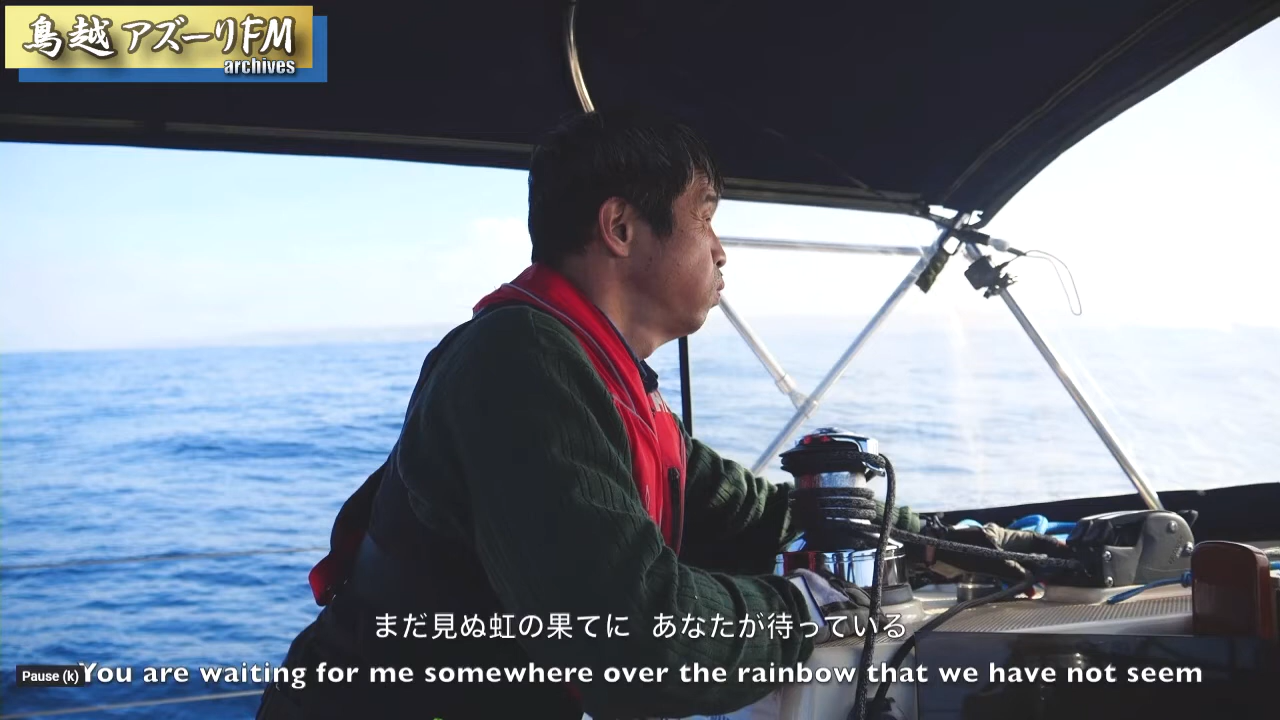 鳥越アズーリFM
archives
まだ見ぬ虹の果てに あなたが待っている
Pause (k)
You are waiting for me somewhere over the rainbow that we have not seem